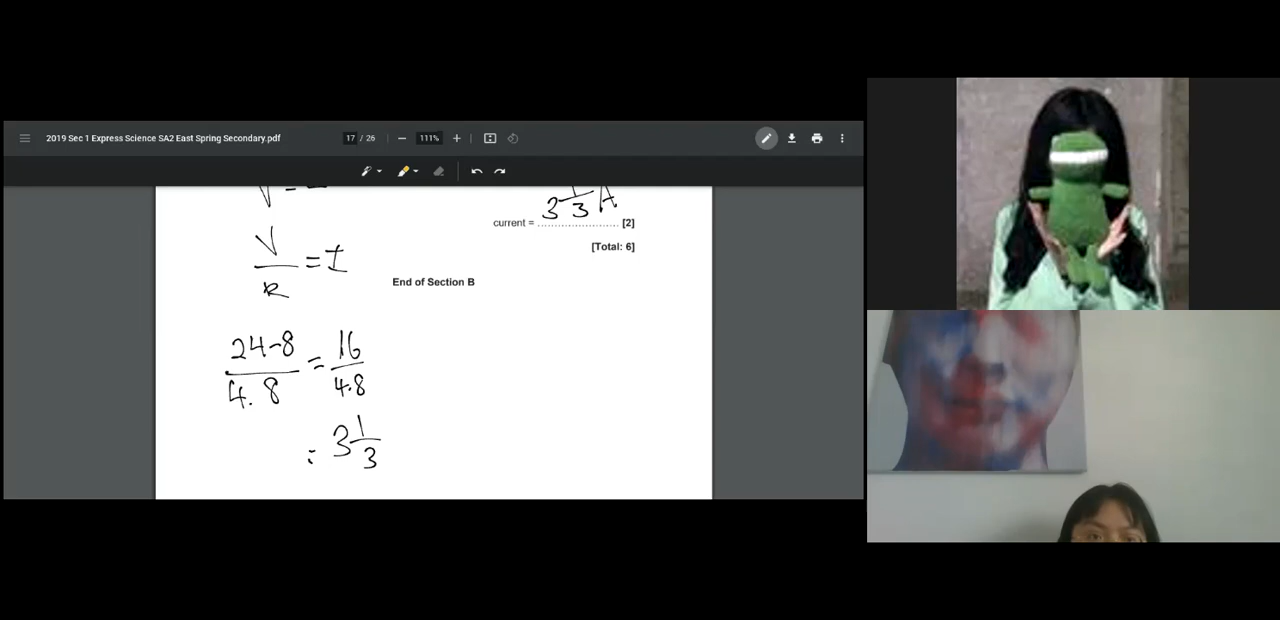 2019 Sec 1 Express Science SA2 East Spring Secondary.pdf 17 / 26 111%
3 1/3 A
current = ........................ [2]
[Total: 6]
V/R = I
End of Section B
24-8/4.8 = 16/4.8
= 3 1/3